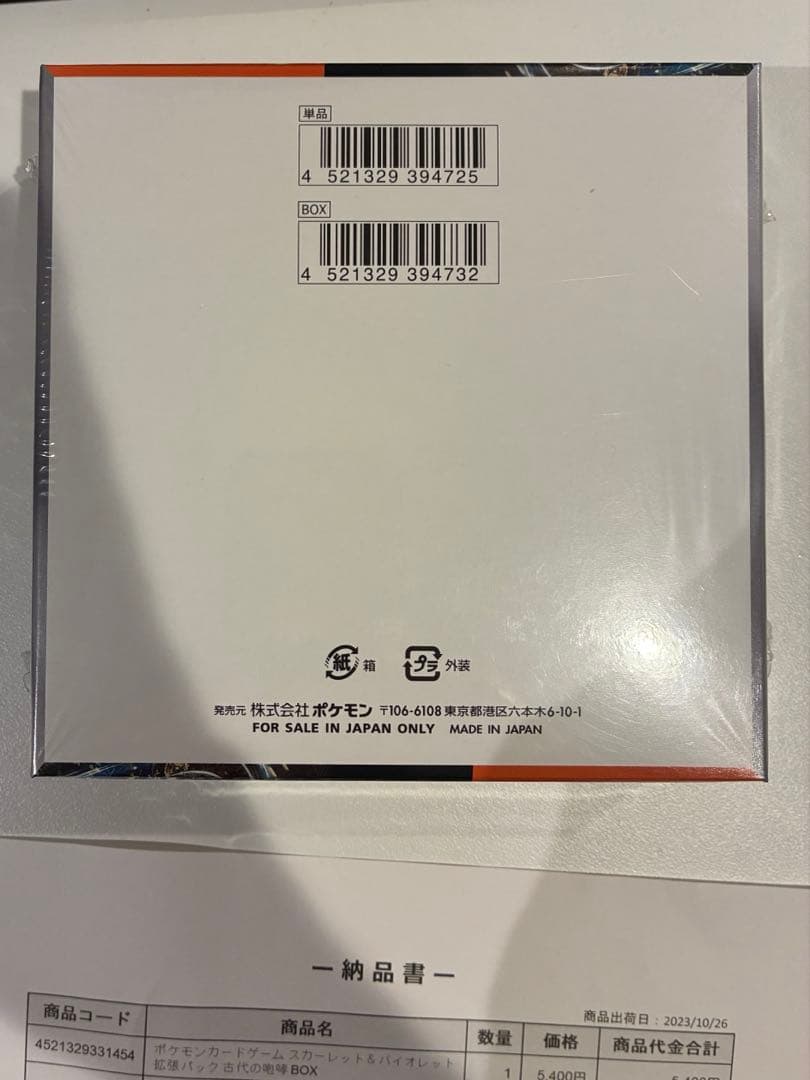 単品
4 521329 394725
BOX
4 521329 394732
紙 箱 プラ 外装
発売元 株式会社ポケモン 〒106-6108 東京都港区六本木6-10-1
FOR SALE IN JAPAN ONLY MADE IN JAPAN
ー納品書ー
商品出荷日：2023/10/26
商品コード 商品名 数量 価格 商品代金合計
4521329331454 ポケモンカードゲーム スカーレット＆バイオレット
拡張パック 古代の咆哮 BOX 1 5,400円